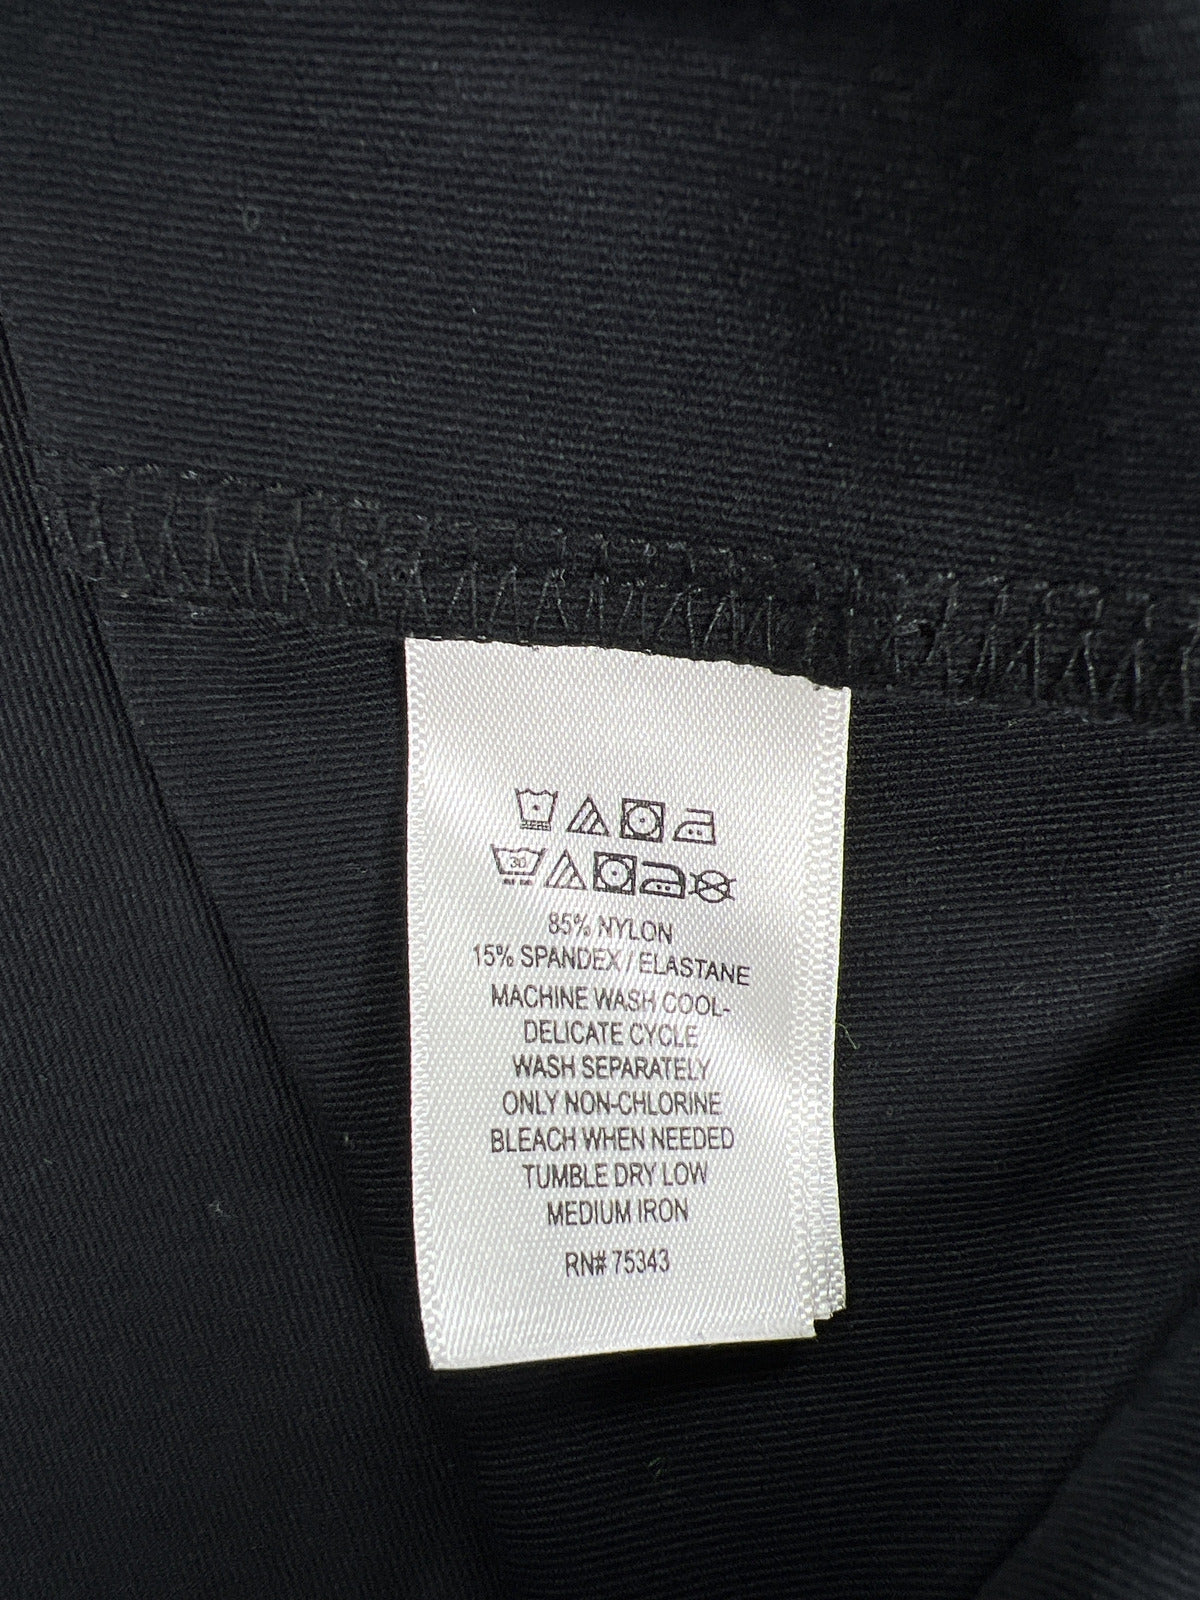 30
85% NYLON
15% SPANDEX / ELASTANE
MACHINE WASH COOL-
DELICATE CYCLE
WASH SEPARATELY
ONLY NON-CHLORINE
BLEACH WHEN NEEDED
TUMBLE DRY LOW
MEDIUM IRON
RN# 75343